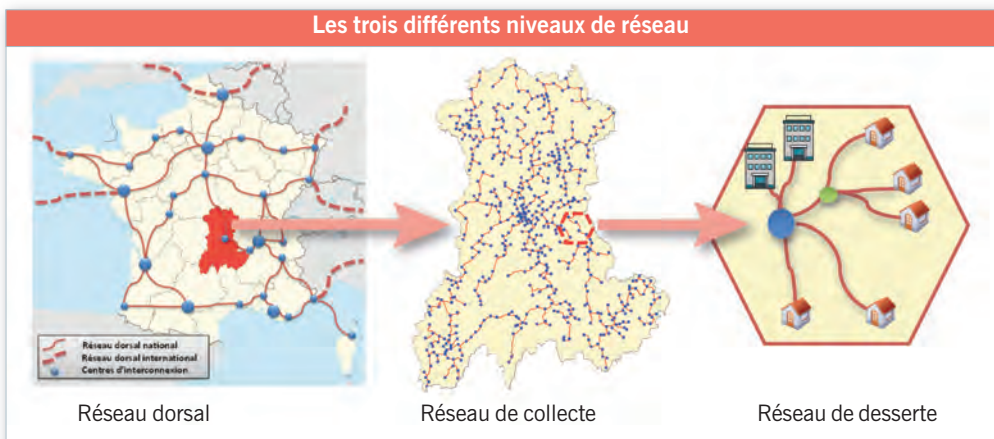 Les trois différents niveaux de réseau
Réseau dorsal national
Réseau dorsal international
Centres d'interconnexion
Réseau dorsal
Réseau de collecte
Réseau de desserte